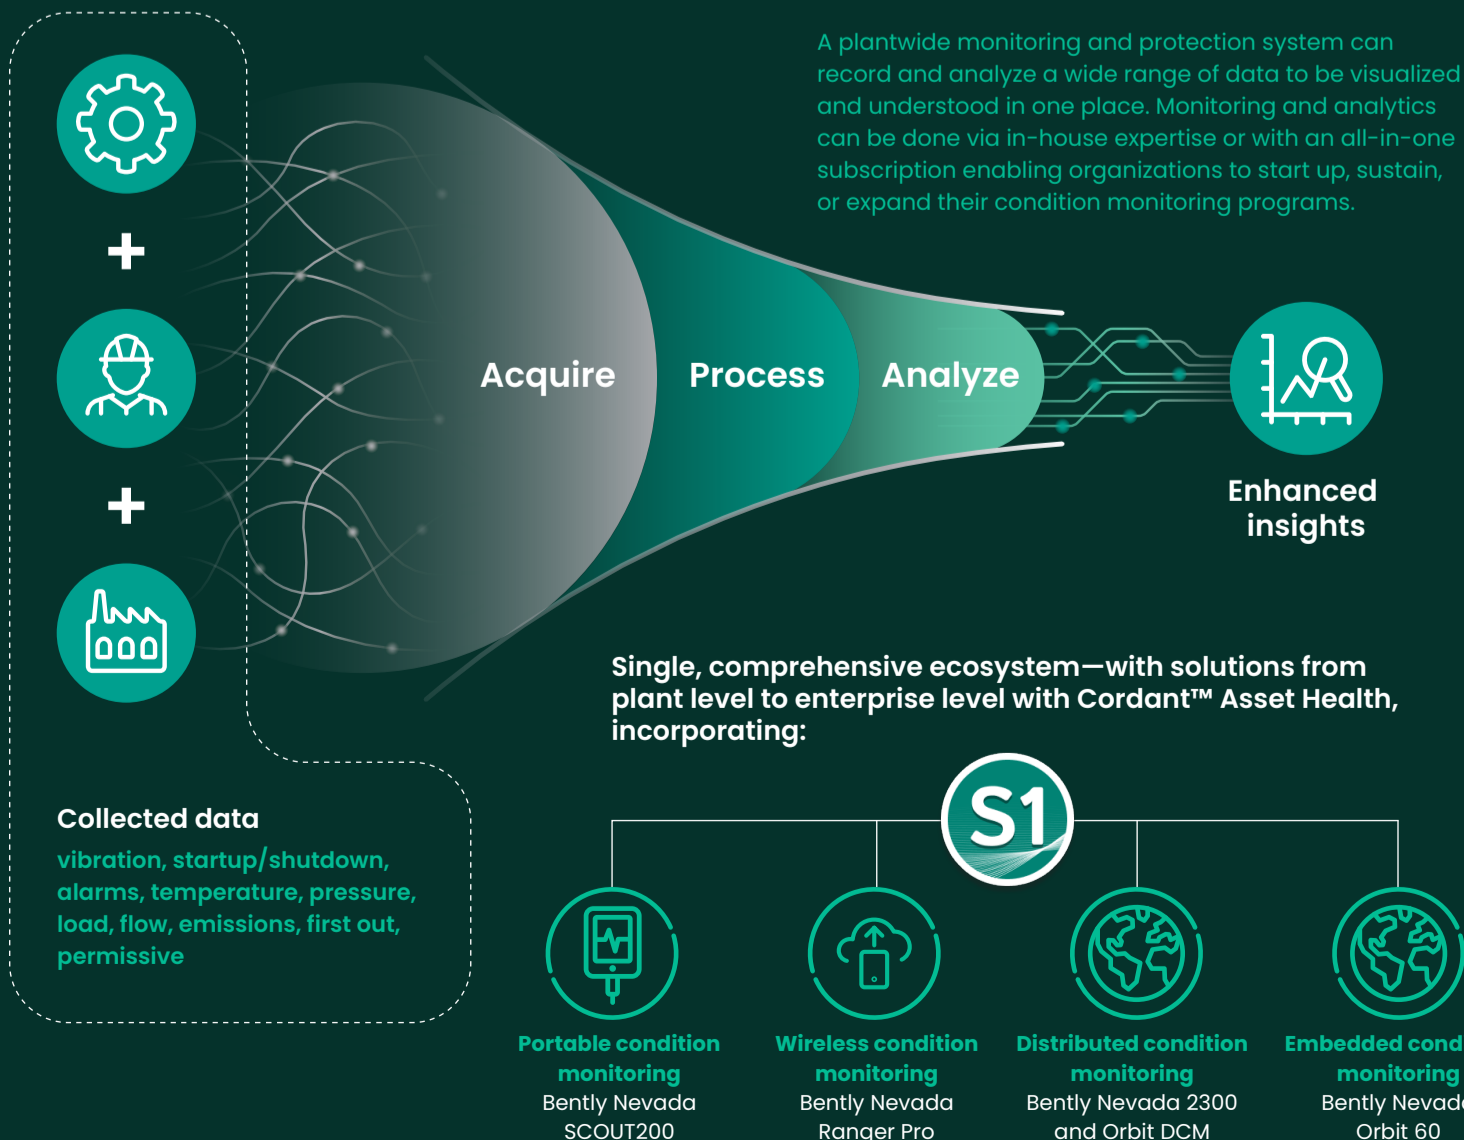 A plantwide monitoring and protection system can
record and analyze a wide range of data to be visualized
and understood in one place. Monitoring and analytics
can be done via in-house expertise or with an all-in-one
subscription enabling organizations to start up, sustain,
or expand their condition monitoring programs.
Acquire
Process
Analyze
Enhanced
insights
Single, comprehensive ecosystem—with solutions from
plant level to enterprise level with Cordant™ Asset Health,
incorporating:
S1
Collected data
vibration, startup/shutdown,
alarms, temperature, pressure,
load, flow, emissions, first out,
permissive
Portable condition
monitoring
Bently Nevada
SCOUT200
Wireless condition
monitoring
Bently Nevada
Ranger Pro
Distributed condition
monitoring
Bently Nevada 2300
and Orbit DCM
Embedded
monitoring
Bently
Orbit 60